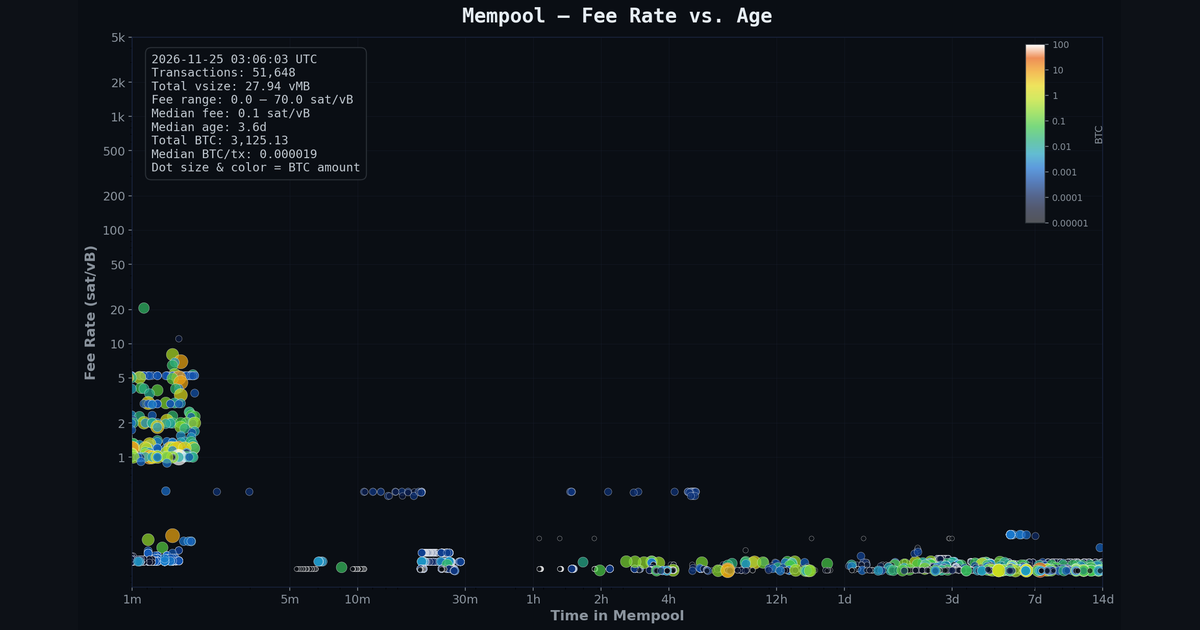 Mempool — Fee Rate vs. Age
5k
2k
1k
500
200
100
50
20
10
5
2
1
Fee Rate (sat/vB)
2026-11-25 03:06:03 UTC
Transactions: 51,648
Total vsize: 27.94 vMB
Fee range: 0.0 — 70.0 sat/vB
Median fee: 0.1 sat/vB
Median age: 3.6d
Total BTC: 3,125.13
Median BTC/tx: 0.000019
Dot size & color = BTC amount
100
10
1
0.1
0.01
0.001
0.0001
0.00001
BTC
1m 5m 10m 30m 1h 2h 4h 12h 1d 3d 7d 14d
Time in Mempool